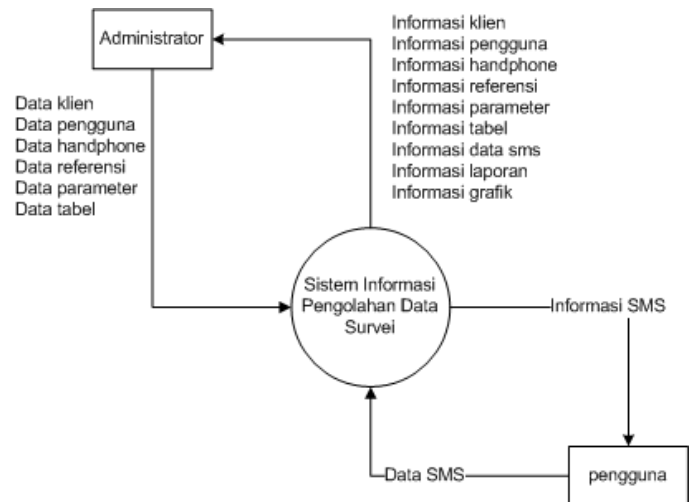 Administrator
Informasi klien
Informasi pengguna
Informasi handphone
Informasi referensi
Informasi parameter
Informasi tabel
Informasi data sms
Informasi laporan
Informasi grafik
Data klien
Data pengguna
Data handphone
Data referensi
Data parameter
Data tabel
Sistem Informasi
Pengolahan Data
Survei
Informasi SMS
Data SMS
pengguna